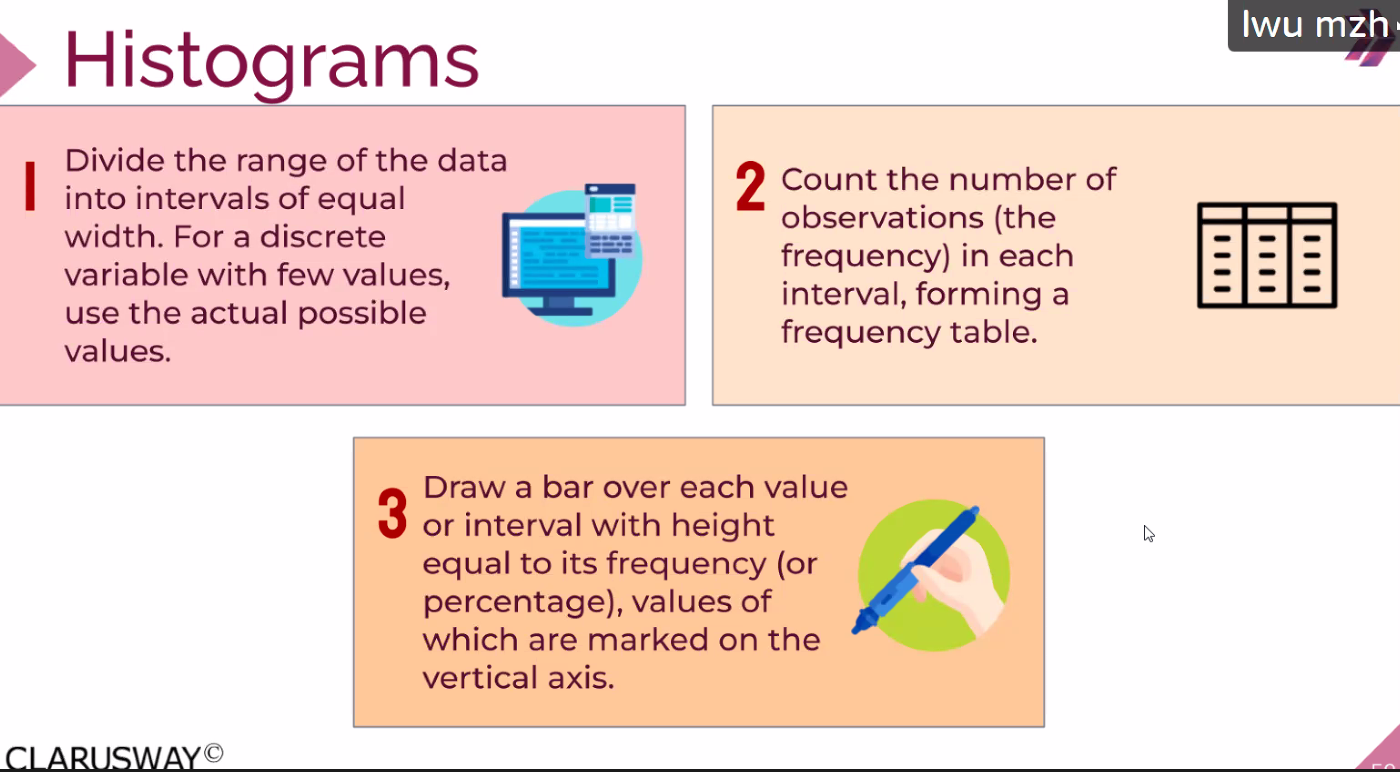 lwu mzh
Histograms
1
Divide the range of the data
into intervals of equal
width. For a discrete
variable with few values,
use the actual possible
values.
2
Count the number of
observations (the
frequency) in each
interval, forming a
frequency table.
3
Draw a bar over each value
or interval with height
equal to its frequency (or
percentage), values of
which are marked on the
vertical axis.
CLARUSWAY©